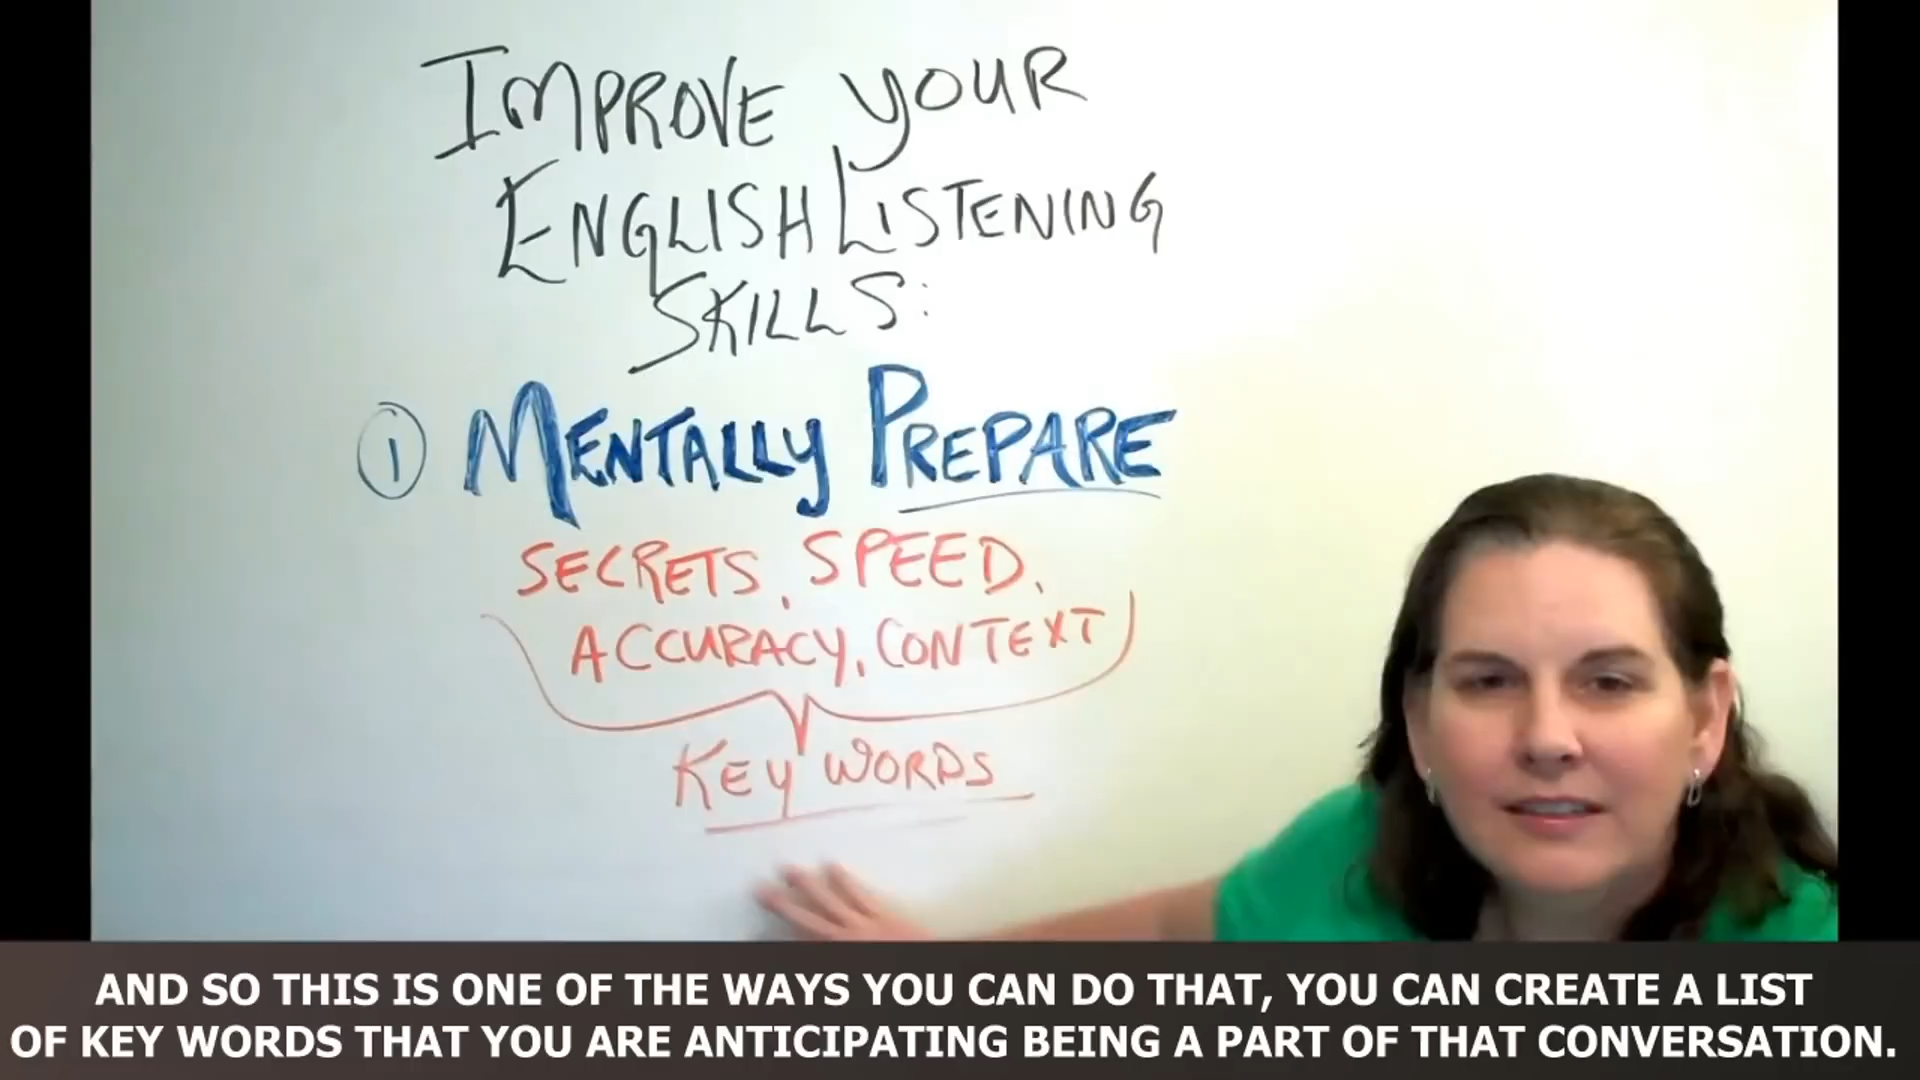 IMPROVE YOUR
ENGLISH LISTENING
SKILLS:
① MENTALLY PREPARE
SECRETS, SPEED,
ACCURACY, CONTEXT
KEY WORDS
AND SO THIS IS ONE OF THE WAYS YOU CAN DO THAT, YOU CAN CREATE A LIST
OF KEY WORDS THAT YOU ARE ANTICIPATING BEING A PART OF THAT CONVERSATION.